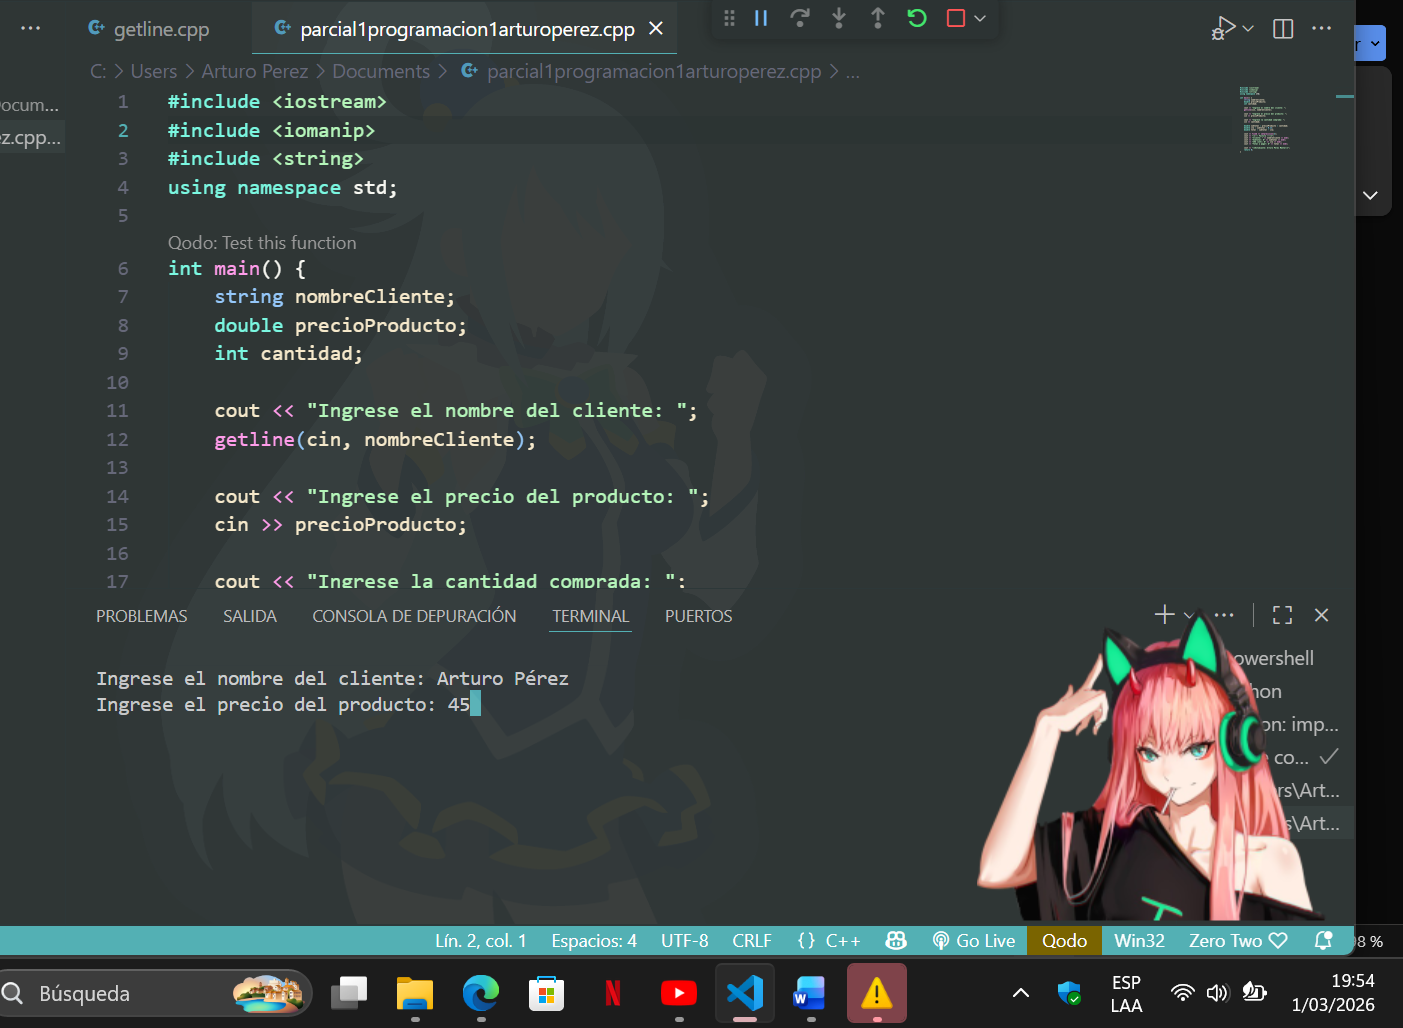 getline.cpp
parcial1programacion1arturoperez.cpp
C: > Users > Arturo Perez > Documents > parcial1programacion1arturoperez.cpp > ...
ocum...
z.cpp...
1 #include <iostream>
2 #include <iomanip>
3 #include <string>
4 using namespace std;
5
Qodo: Test this function
6 int main() {
7 string nombreCliente;
8 double precioProducto;
9 int cantidad;
10
11 cout << "Ingrese el nombre del cliente: ";
12 getline(cin, nombreCliente);
13
14 cout << "Ingrese el precio del producto: ";
15 cin >> precioProducto;
16
17 cout << "Ingrese la cantidad comprada: ";
PROBLEMAS SALIDA CONSOLA DE DEPURACIÓN TERMINAL PUERTOS
Ingrese el nombre del cliente: Arturo Pérez
Ingrese el precio del producto: 45
owershell
hon
on: imp...
co...
rs\Art...
s\Art...
Lín. 2, col. 1 Espacios: 4 UTF-8 CRLF {} C++ Go Live Qodo Win32 Zero Two
8 %
Búsqueda
ESP
LAA
19:54
1/03/2026